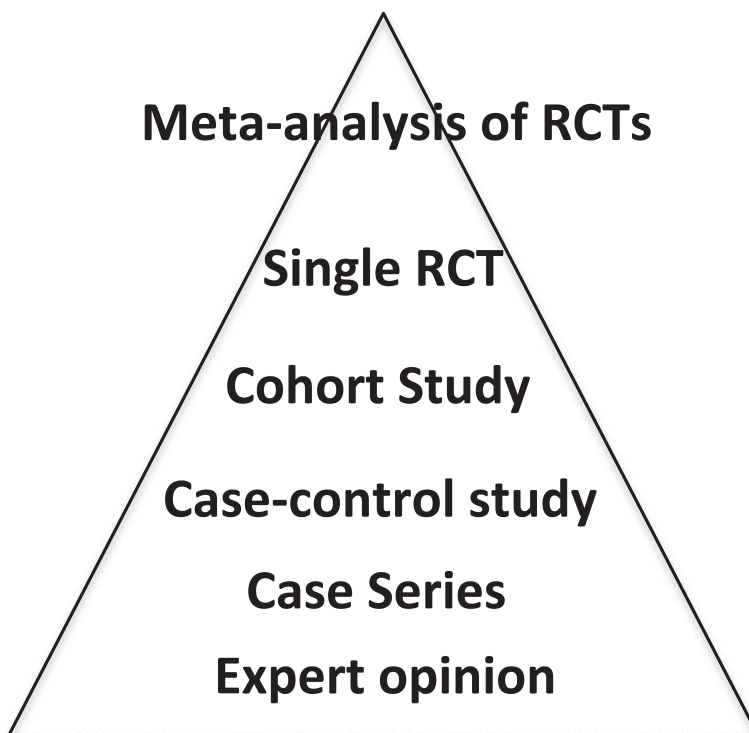 Meta-analysis of RCTs
Single RCT
Cohort Study
Case-control study
Case Series
Expert opinion